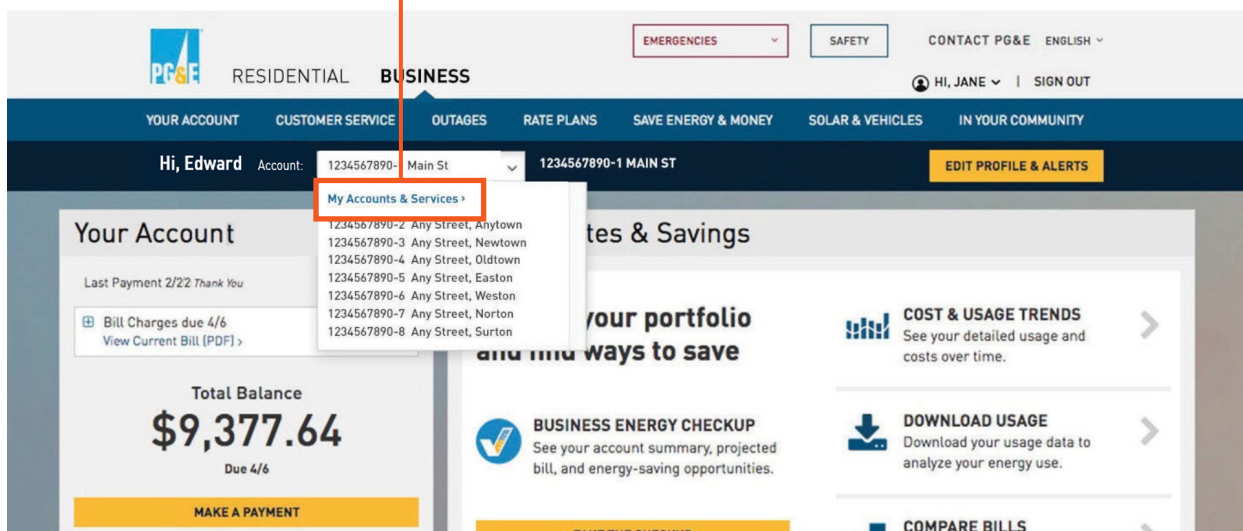 EMERGENCIES
SAFETY
CONTACT PG&E ENGLISH
PG&E
RESIDENTIAL BUSINESS
HI, JANE | SIGN OUT
YOUR ACCOUNT CUSTOMER SERVICE OUTAGES RATE PLANS SAVE ENERGY & MONEY SOLAR & VEHICLES IN YOUR COMMUNITY
Hi, Edward Account: 1234567890- Main St 1234567890-1 MAIN ST EDIT PROFILE & ALERTS
My Accounts & Services ›
1234567890-2 Any Street, Anytown
1234567890-3 Any Street, Newtown
1234567890-4 Any Street, Oldtown
1234567890-5 Any Street, Easton
1234567890-6 Any Street, Weston
1234567890-7 Any Street, Norton
1234567890-8 Any Street, Surton
Your Account
Last Payment 2/22 Thank You
Bill Charges due 4/6
View Current Bill (PDF) ›
Total Balance
$9,377.64
Due 4/6
MAKE A PAYMENT
& Savings
your portfolio
and find ways to save
BUSINESS ENERGY CHECKUP
See your account summary, projected
bill, and energy-saving opportunities.
COST & USAGE TRENDS
See your detailed usage and
costs over time.
DOWNLOAD USAGE
Download your usage data to
analyze your energy use.
COMPARE BILLS